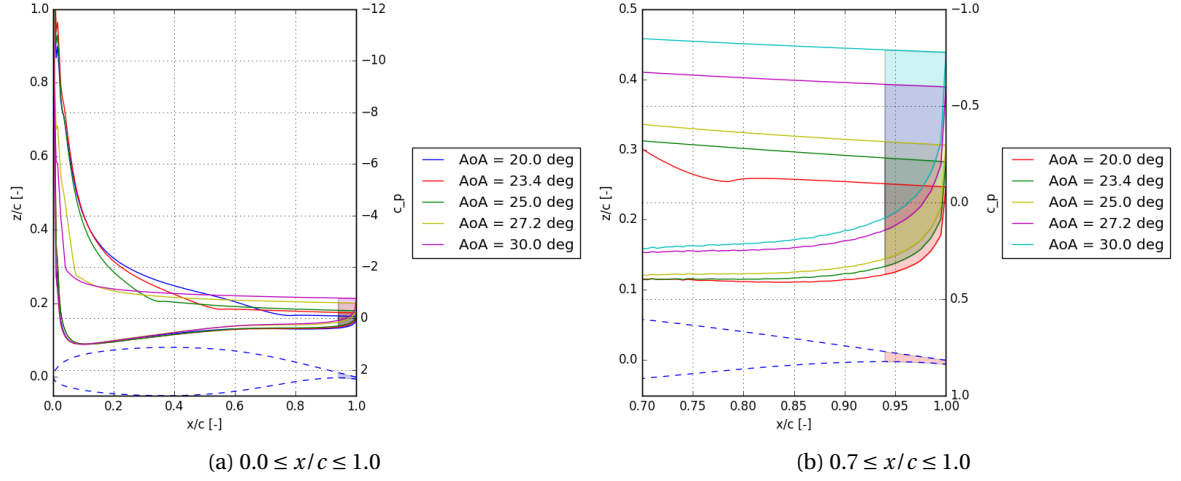 1.0
0.8
0.6
0.4
0.2
0.0
z/c [-]
0.0 0.2 0.4 0.6 0.8 1.0
x/c [-]
−12
−10
−8
−6
−4
−2
0
2
c_p
AoA = 20.0 deg
AoA = 23.4 deg
AoA = 25.0 deg
AoA = 27.2 deg
AoA = 30.0 deg
(a) 0.0 ≤ x/c ≤ 1.0
0.5
0.4
0.3
0.2
0.1
0.0
z/c [-]
0.70 0.75 0.80 0.85 0.90 0.95 1.00
x/c [-]
−1.0
−0.5
0.0
0.5
1.0
c_p
AoA = 20.0 deg
AoA = 23.4 deg
AoA = 25.0 deg
AoA = 27.2 deg
AoA = 30.0 deg
(b) 0.7 ≤ x/c ≤ 1.0